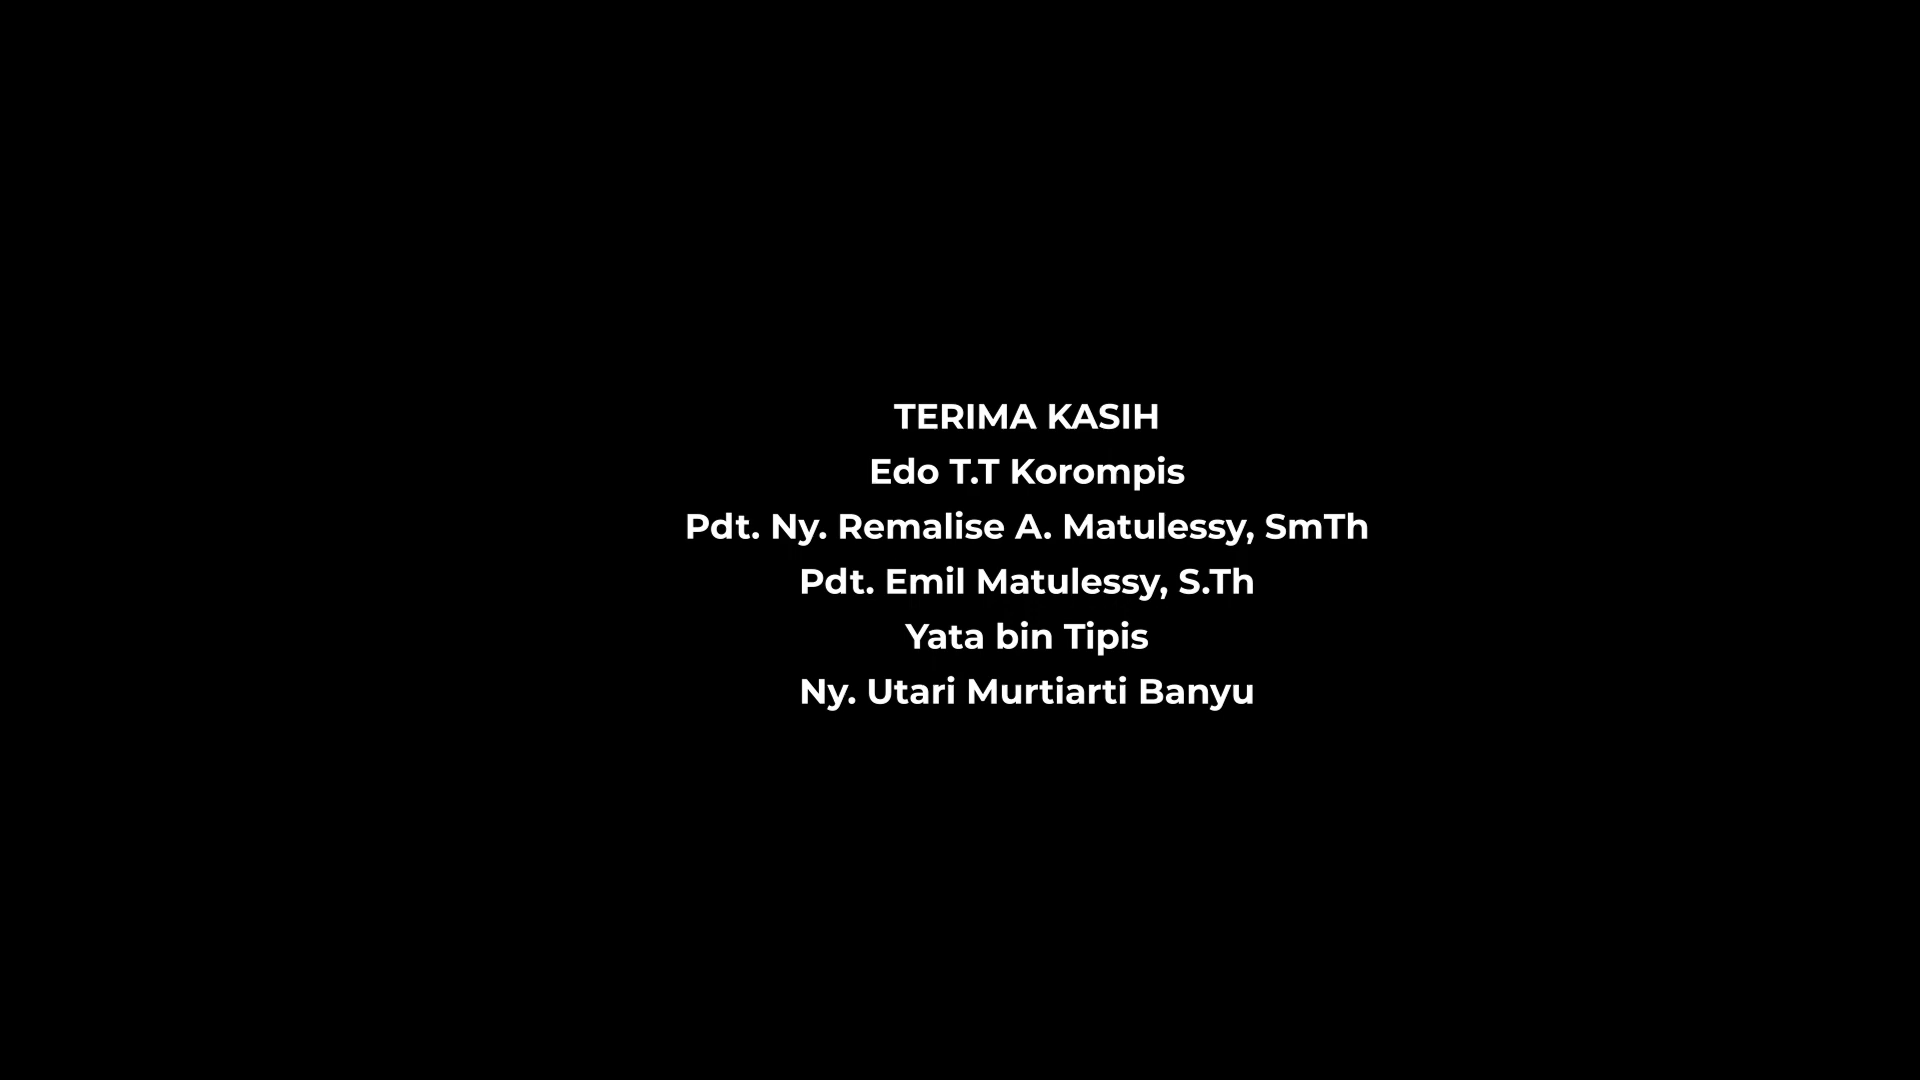 TERIMA KASIH
Edo T.T Korompis
Pdt. Ny. Remalise A. Matulessy, SmTh
Pdt. Emil Matulessy, S.Th
Yata bin Tipis
Ny. Utari Murtiarti Banyu